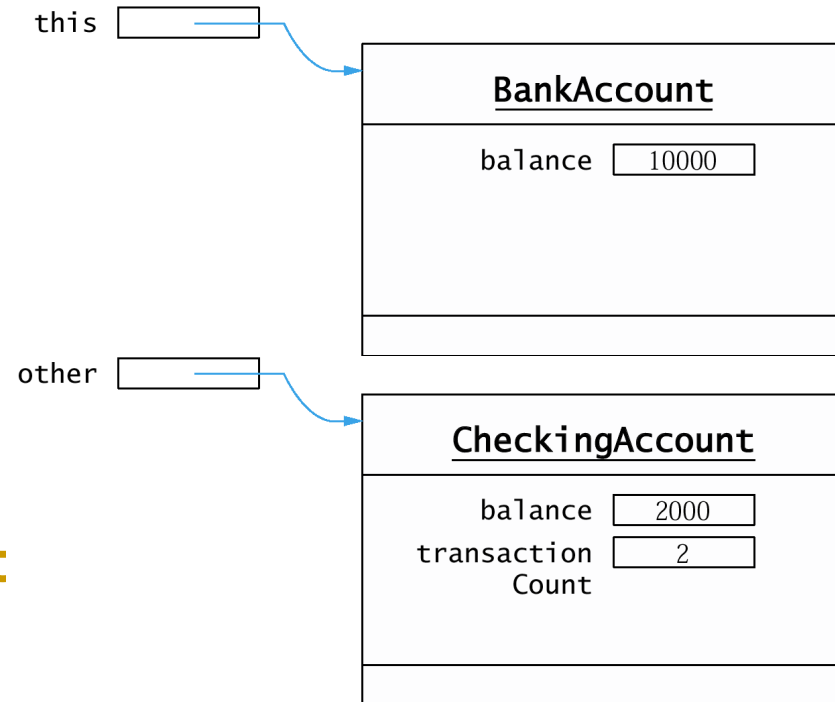 this
BankAccount
balance 10000
other
CheckingAccount
balance 2000
transaction 2
Count